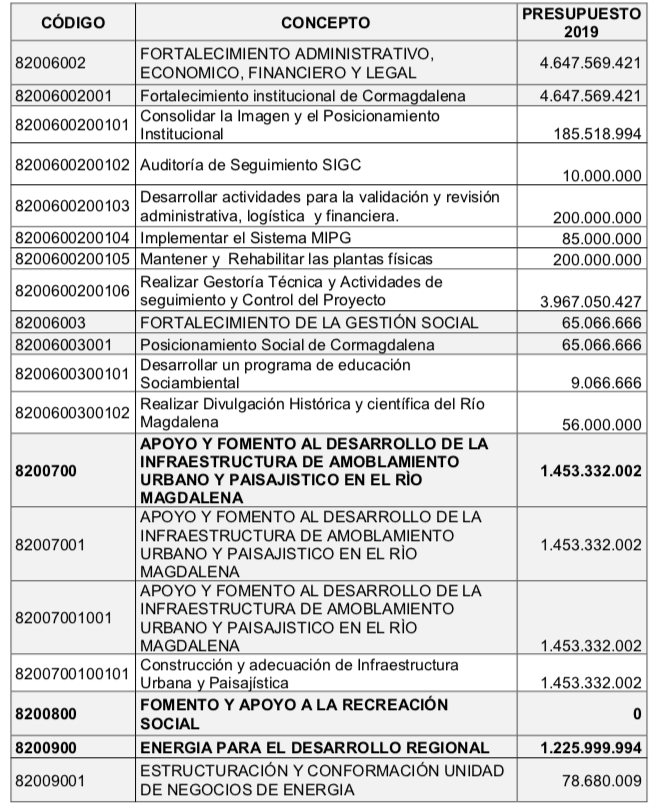 CÓDIGO CONCEPTO PRESUPUESTO
2019
82006002 FORTALECIMIENTO ADMINISTRATIVO,
ECONOMICO, FINANCIERO Y LEGAL 4.647.569.421
82006002001 Fortalecimiento institucional de Cormagdalena 4.647.569.421
8200600200101 Consolidar la Imagen y el Posicionamiento
Institucional 185.518.994
8200600200102 Auditoría de Seguimiento SIGC 10.000.000
8200600200103 Desarrollar actividades para la validación y revisión
administrativa, logística y financiera. 200.000.000
8200600200104 Implementar el Sistema MIPG 85.000.000
8200600200105 Mantener y Rehabilitar las plantas físicas 200.000.000
8200600200106 Realizar Gestoría Técnica y Actividades de
seguimiento y Control del Proyecto 3.967.050.427
82006003 FORTALECIMIENTO DE LA GESTIÓN SOCIAL 65.066.666
82006003001 Posicionamiento Social de Cormagdalena 65.066.666
8200600300101 Desarrollar un programa de educación
Sociambiental 9.066.666
8200600300102 Realizar Divulgación Histórica y científica del Río
Magdalena 56.000.000
8200700 APOYO Y FOMENTO AL DESARROLLO DE LA
INFRAESTRUCTURA DE AMOBLAMIENTO
URBANO Y PAISAJISTICO EN EL RÌO
MAGDALENA 1.453.332.002
82007001 APOYO Y FOMENTO AL DESARROLLO DE LA
INFRAESTRUCTURA DE AMOBLAMIENTO
URBANO Y PAISAJISTICO EN EL RÌO
MAGDALENA 1.453.332.002
82007001001 APOYO Y FOMENTO AL DESARROLLO DE LA
INFRAESTRUCTURA DE AMOBLAMIENTO
URBANO Y PAISAJISTICO EN EL RÌO
MAGDALENA 1.453.332.002
8200700100101 Construcción y adecuación de Infraestructura
Urbana y Paisajística 1.453.332.002
8200800 FOMENTO Y APOYO A LA RECREACIÓN
SOCIAL 0
8200900 ENERGIA PARA EL DESARROLLO REGIONAL 1.225.999.994
82009001 ESTRUCTURACIÓN Y CONFORMACIÓN UNIDAD
DE NEGOCIOS DE ENERGIA 78.680.009